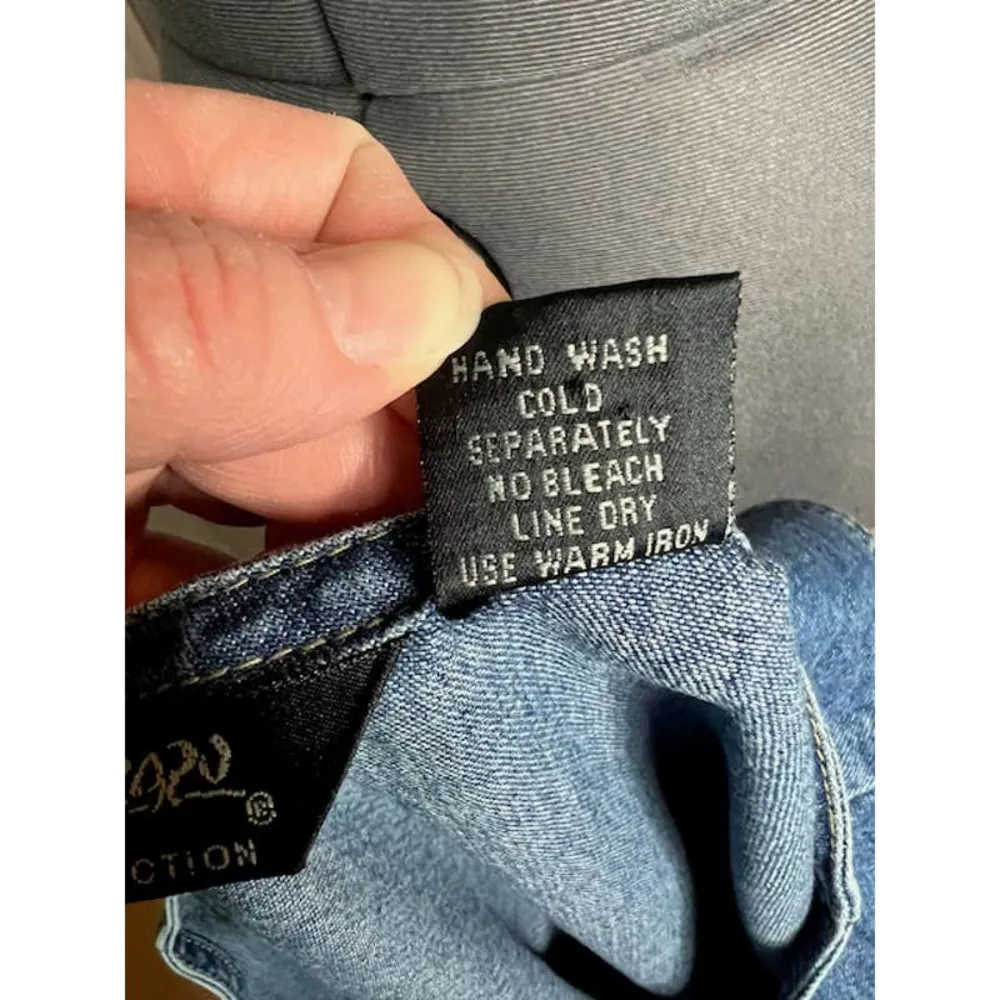 HAND WASH
COLD
SEPARATELY
NO BLEACH
LINE DRY
USE WARM IRON
®
CTION